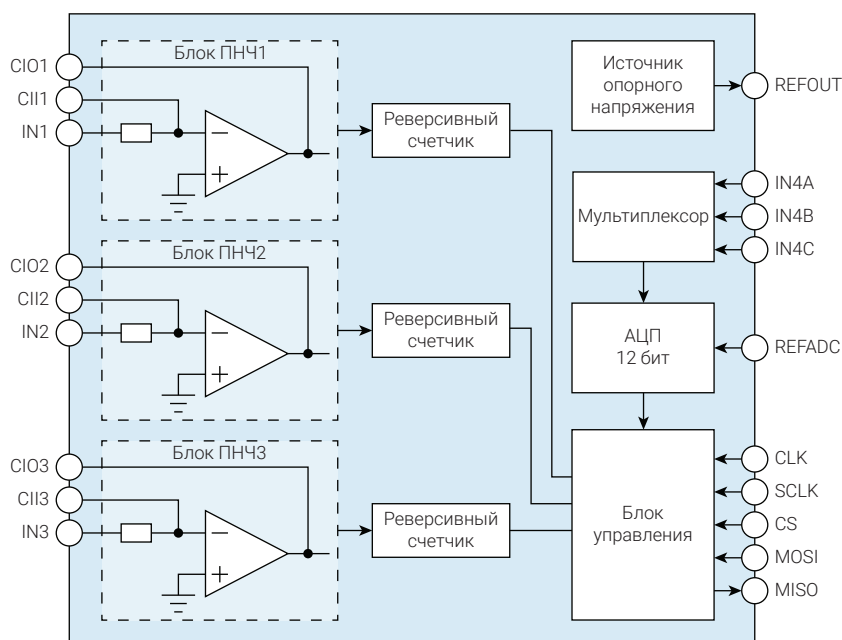 Блок ПНЧ1
CIO1
CII1
IN1
−
+
Реверсивный
счетчик
Блок ПНЧ2
CIO2
CII2
IN2
−
+
Реверсивный
счетчик
Блок ПНЧ3
CIO3
CII3
IN3
−
+
Реверсивный
счетчик
Источник
опорного
напряжения
REFOUT
Мультиплексор
IN4A
IN4B
IN4C
АЦП
12 бит
REFADC
Блок
управления
CLK
SCLK
CS
MOSI
MISO